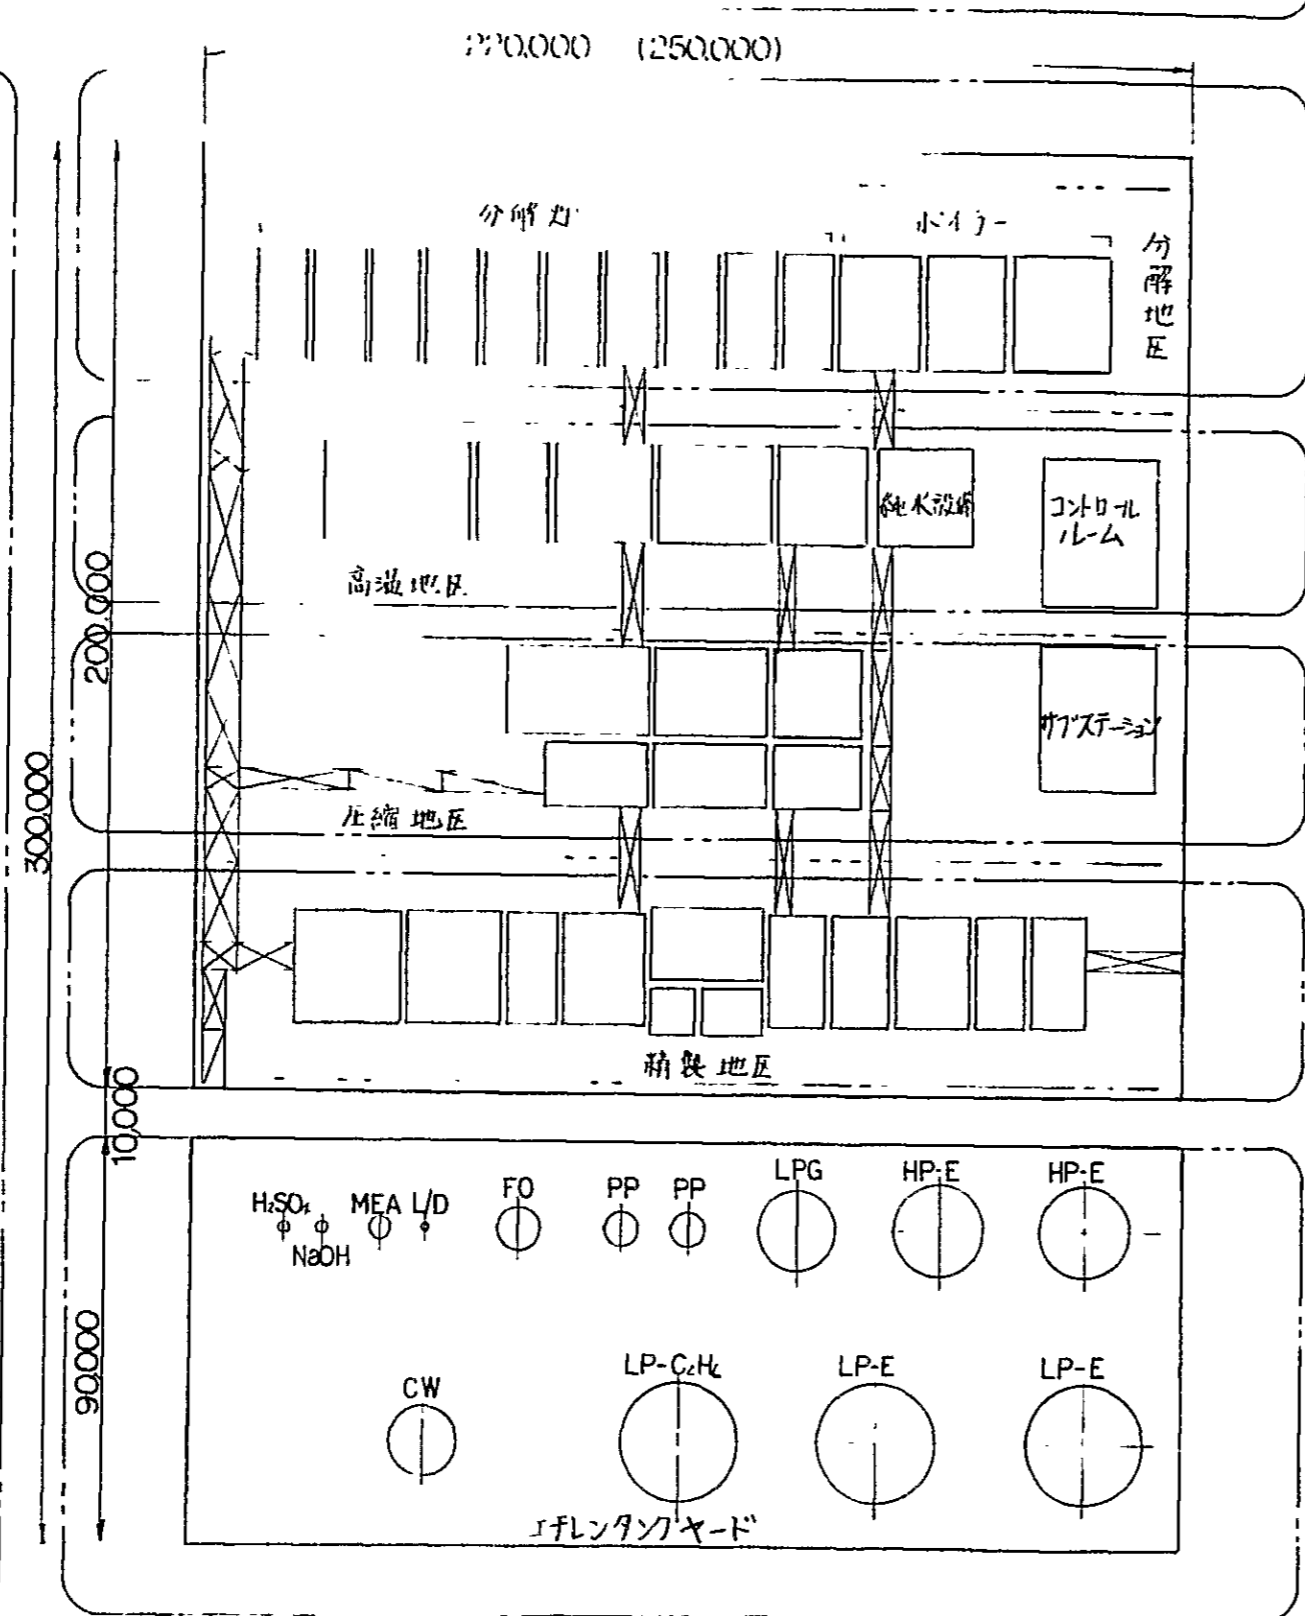 (250,000)
分解炉
ボイラー
分解地区
純水設備
コントロール
ルーム
高温地区
200,000
300,000
サブステーション
圧縮地区
精製地区
10,000
H₂SO₄
NaOH
MEA
L/D
FO
PP
PP
LPG
HP-E
HP-E
90,000
CW
LP-E
LP-E
エチレンタンクヤード